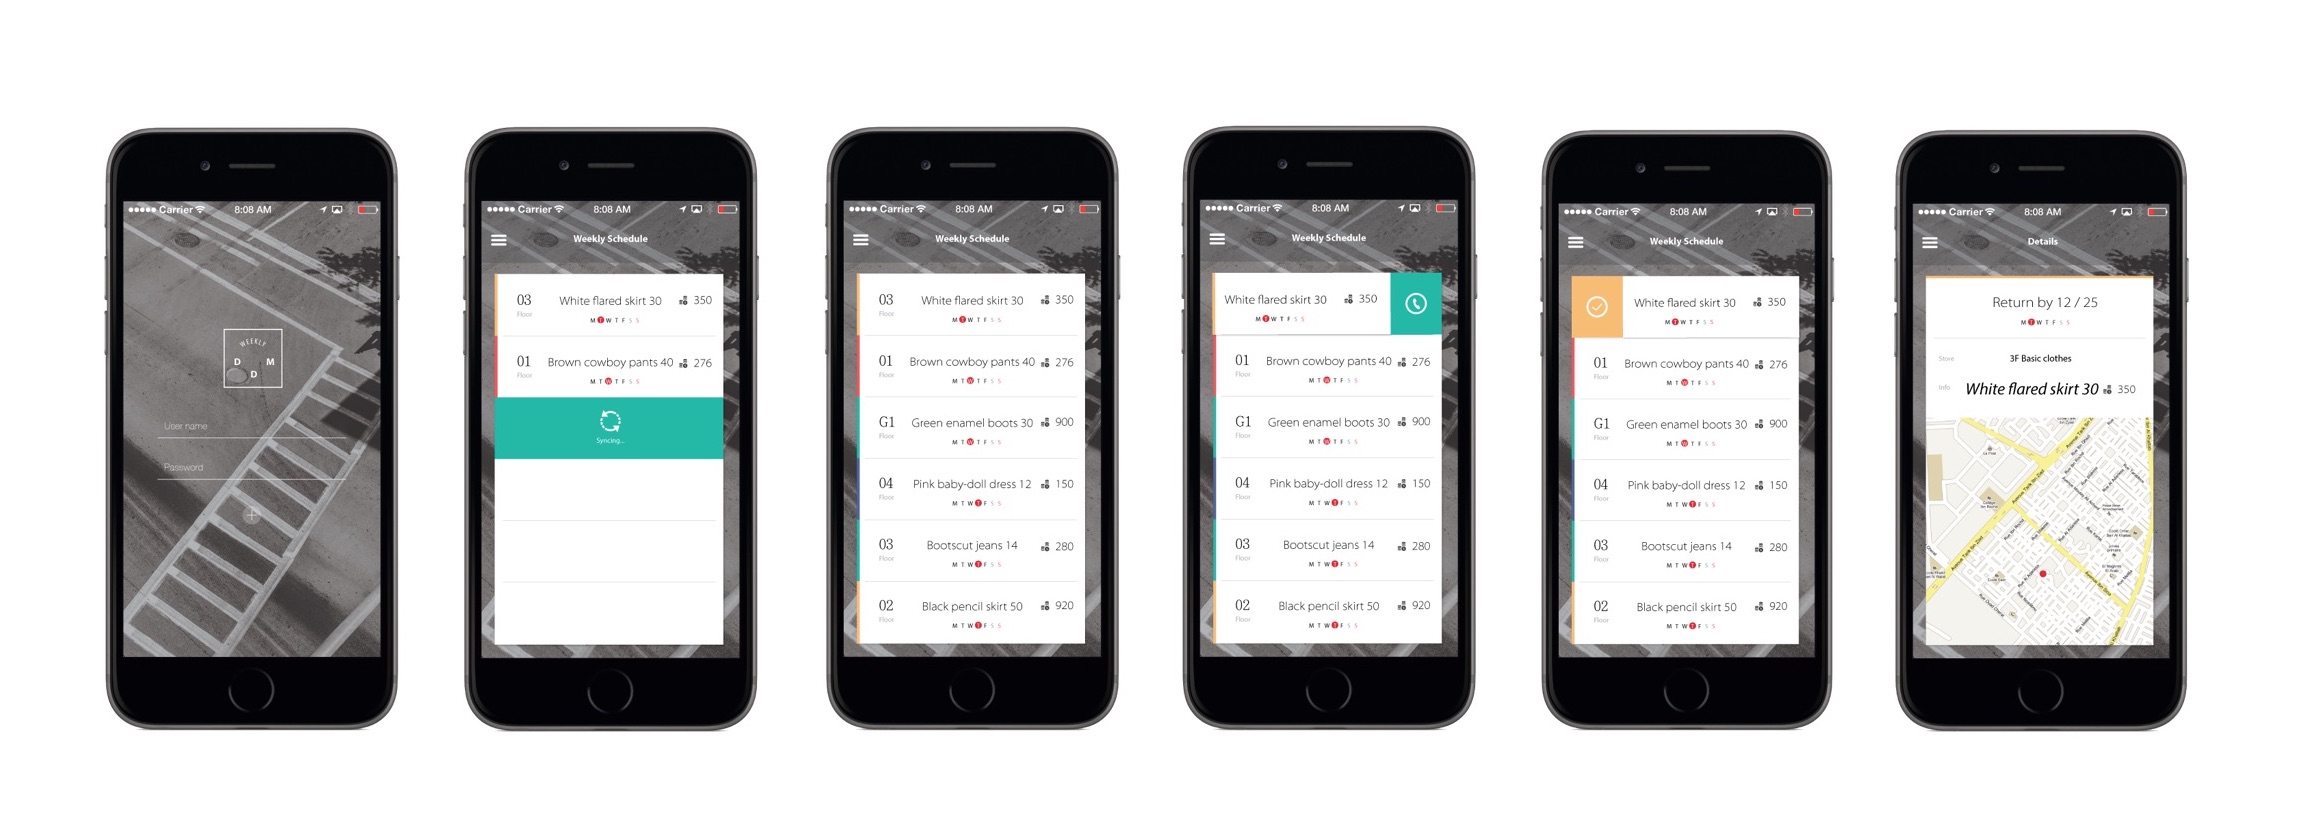 Carrier 8:08 AM
WEEKLY
D M
D
User name
Password
Carrier 8:08 AM
Weekly Schedule
03 White flared skirt 30 350
Floor M T W T F S S
01 Brown cowboy pants 40 276
Floor M T W T F S S
Syncing...
Carrier 8:08 AM
Weekly Schedule
03 White flared skirt 30 350
Floor M T W T F S S
01 Brown cowboy pants 40 276
Floor M T W T F S S
G1 Green enamel boots 30 900
Floor M T W T F S S
04 Pink baby-doll dress 12 150
Floor M T W T F S S
03 Bootscut jeans 14 280
Floor M T W T F S S
02 Black pencil skirt 50 920
Floor M T W T F S S
Carrier 8:08 AM
Weekly Schedule
White flared skirt 30 350
M T W T F S S
01 Brown cowboy pants 40 276
Floor M T W T F S S
G1 Green enamel boots 30 900
Floor M T W T F S S
04 Pink baby-doll dress 12 150
Floor M T W T F S S
03 Bootscut jeans 14 280
Floor M T W T F S S
02 Black pencil skirt 50 920
Floor M T W T F S S
Carrier 8:08 AM
Weekly Schedule
White flared skirt 30 350
M T W T F S S
01 Brown cowboy pants 40 276
Floor M T W T F S S
G1 Green enamel boots 30 900
Floor M T W T F S S
04 Pink baby-doll dress 12 150
Floor M T W T F S S
03 Bootscut jeans 14 280
Floor M T W T F S S
02 Black pencil skirt 50 920
Floor M T W T F S S
Carrier 8:08 AM
Details
Return by 12 / 25
M T W T F S S
Store 3F Basic clothes
Info White flared skirt 30 350